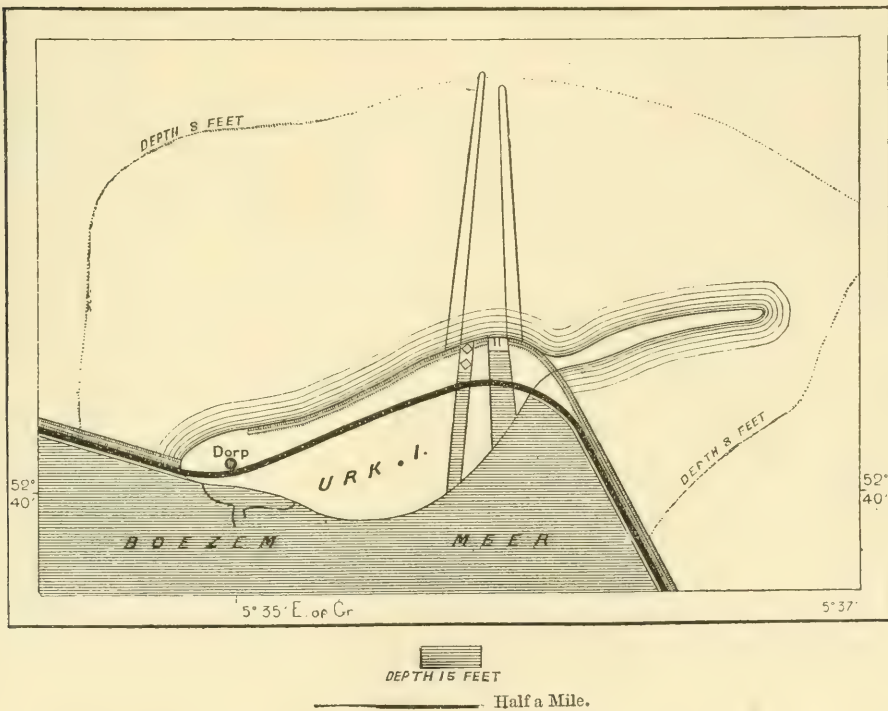 DEPTH 8 FEET
Dorp
URK. I.
DEPTH 8 FEET
52°
40'
52°
40'
BOEZEM MEER
5° 35' E. of Gr
5° 37'
DEPTH 15 FEET
Half a Mile.